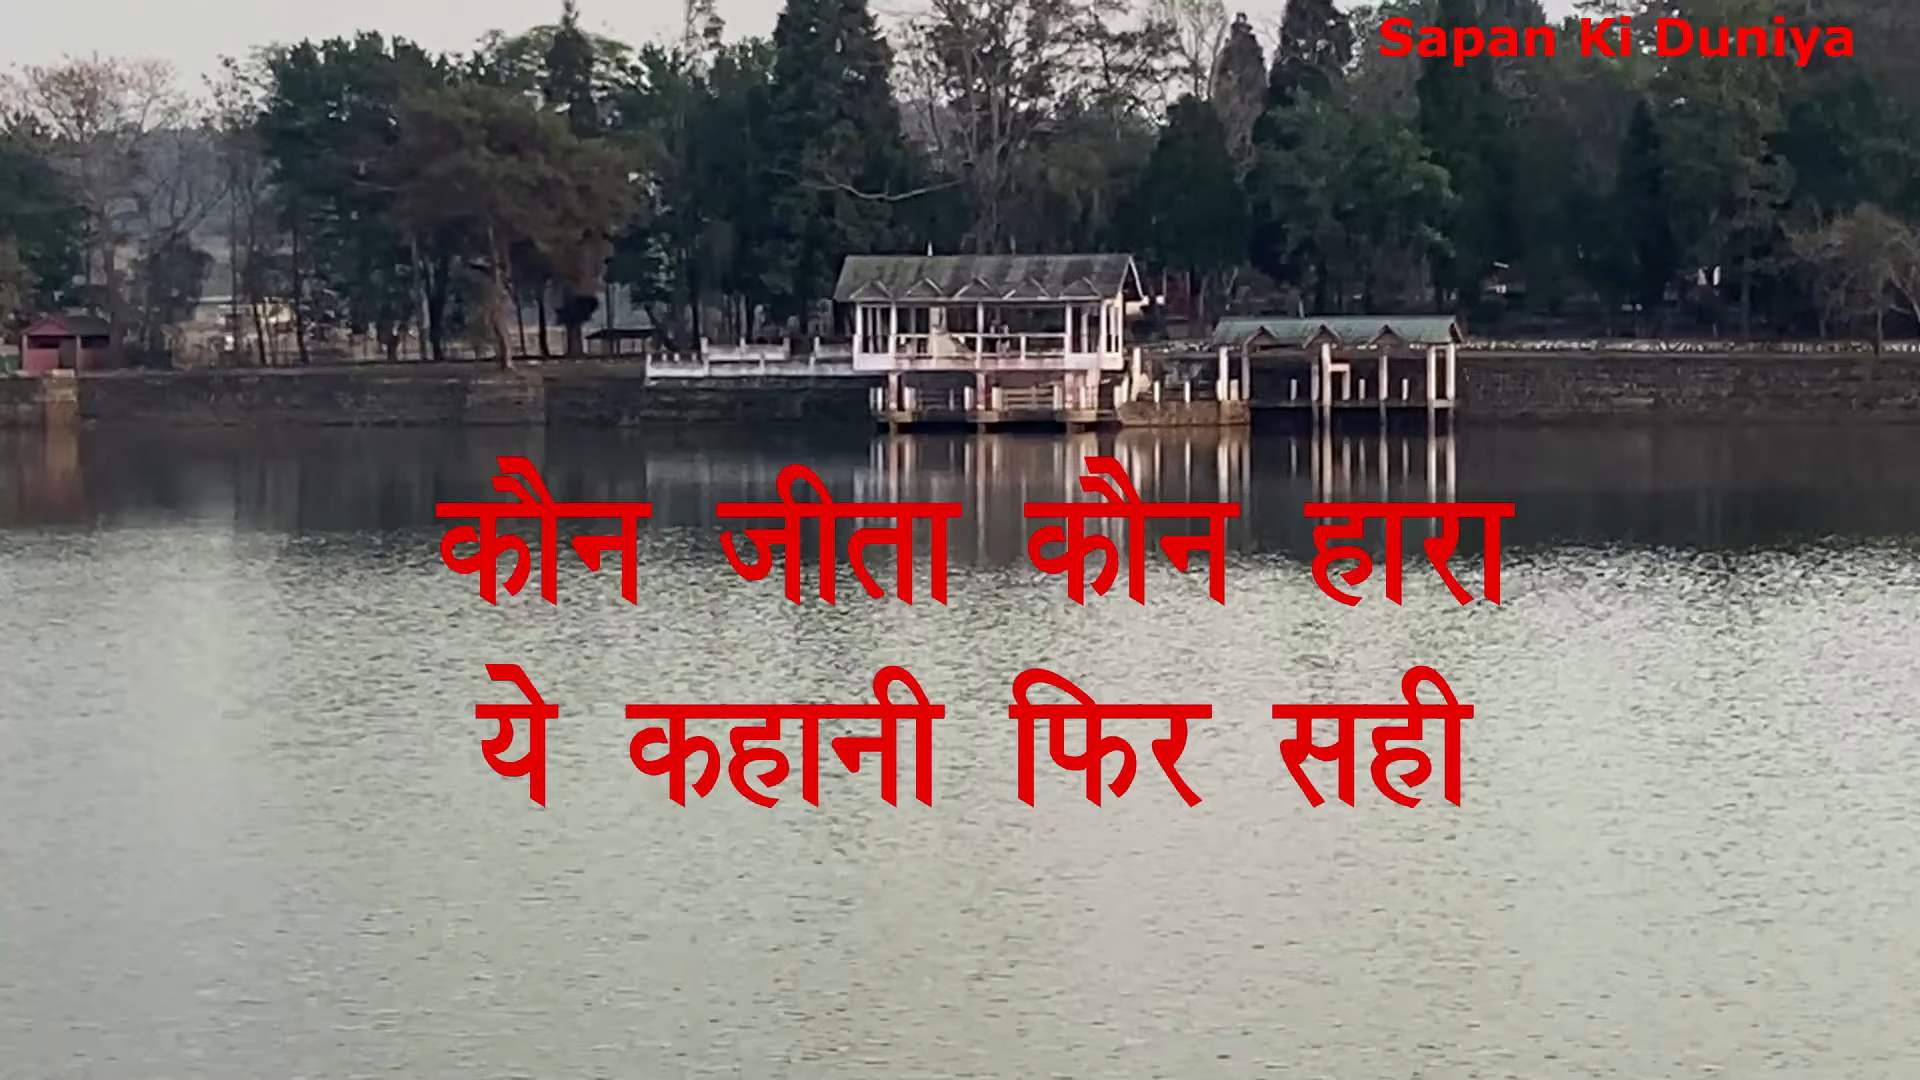 Sapan Ki Duniya
कौन जीता कौन हारा
ये कहानी फिर सही